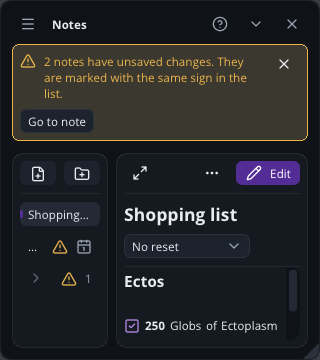 Notes
2 notes have unsaved changes. They
are marked with the same sign in the
list.
Go to note
Edit
Shopping...
...
1
Shopping list
No reset
Ectos
250 Globs of Ectoplasm